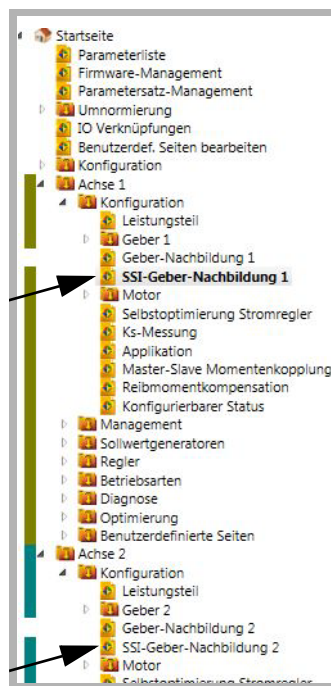 Startseite
Parameterliste
Firmware-Management
Parametersatz-Management
Umnormierung
IO Verknüpfungen
Benutzerdef. Seiten bearbeiten
Konfiguration
Achse 1
Konfiguration
Leistungsteil
Geber 1
Geber-Nachbildung 1
SSI-Geber-Nachbildung 1
Motor
Selbstoptimierung Stromregler
Ks-Messung
Applikation
Master-Slave Momentenkopplung
Reibmomentkompensation
Konfigurierbarer Status
Management
Sollwertgeneratoren
Regler
Betriebsarten
Diagnose
Optimierung
Benutzerdefinierte Seiten
Achse 2
Konfiguration
Leistungsteil
Geber 2
Geber-Nachbildung 2
SSI-Geber-Nachbildung 2
Motor
Selbstoptimierung Stromregler